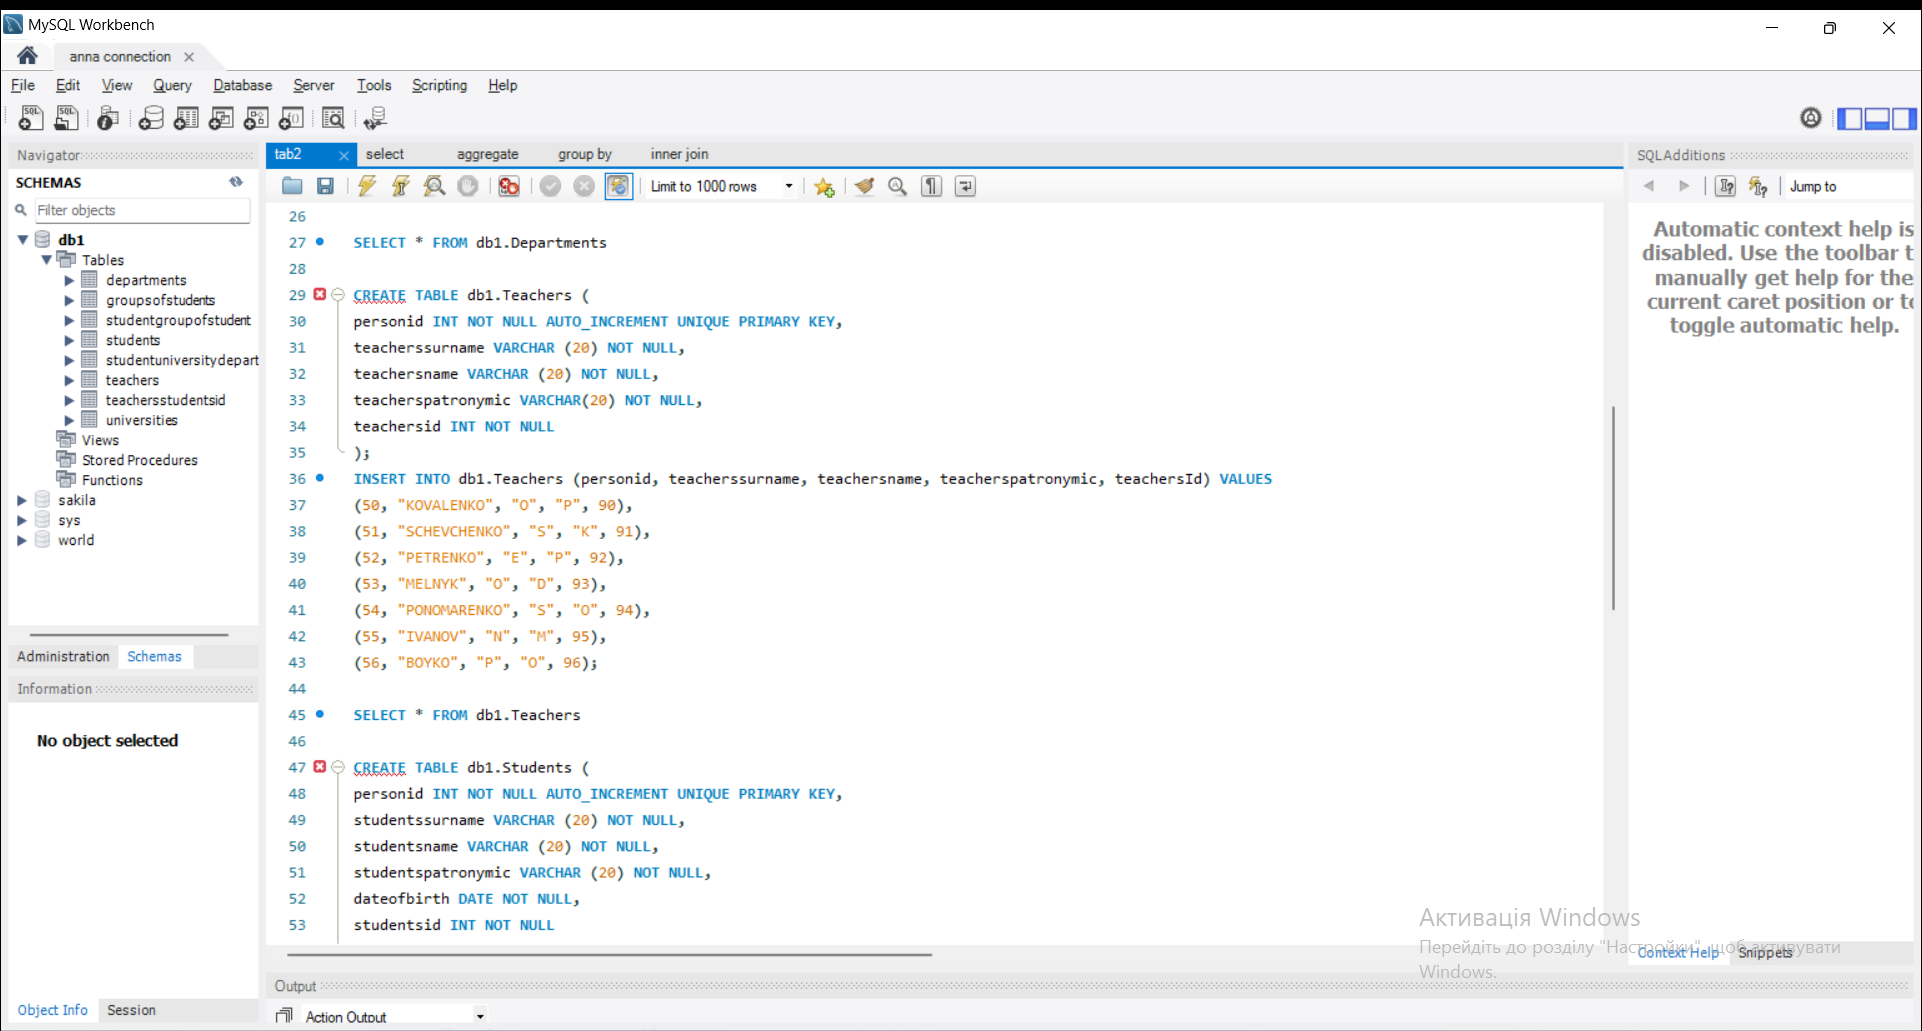 MySQL Workbench
anna connection
File Edit View Query Database Server Tools Scripting Help
Navigator
SCHEMAS
Filter objects
db1
Tables
departments
groupsofstudents
studentgroupofstudent
students
studentuniversitydepart
teachers
teachersstudentsid
universities
Views
Stored Procedures
Functions
sakila
sys
world
Administration Schemas
Information
No object selected
Object Info Session
tab2 select aggregate group by inner join
Limit to 1000 rows
26
27 SELECT * FROM db1.Departments
28
29 CREATE TABLE db1.Teachers (
30 personid INT NOT NULL AUTO_INCREMENT UNIQUE PRIMARY KEY,
31 teacherssurname VARCHAR (20) NOT NULL,
32 teachersname VARCHAR (20) NOT NULL,
33 teacherspatronymic VARCHAR(20) NOT NULL,
34 teachersid INT NOT NULL
35 );
36 INSERT INTO db1.Teachers (personid, teacherssurname, teachersname, teacherspatronymic, teachersId) VALUES
37 (50, "KOVALENKO", "O", "P", 90),
38 (51, "SCHEVCHENKO", "S", "K", 91),
39 (52, "PETRENKO", "E", "P", 92),
40 (53, "MELNYK", "O", "D", 93),
41 (54, "PONOMARENKO", "S", "O", 94),
42 (55, "IVANOV", "N", "M", 95),
43 (56, "BOYKO", "P", "O", 96);
44
45 SELECT * FROM db1.Teachers
46
47 CREATE TABLE db1.Students (
48 personid INT NOT NULL AUTO_INCREMENT UNIQUE PRIMARY KEY,
49 studentssurname VARCHAR (20) NOT NULL,
50 studentsname VARCHAR (20) NOT NULL,
51 studentspatronymic VARCHAR (20) NOT NULL,
52 dateofbirth DATE NOT NULL,
53 studentsid INT NOT NULL
Output
Action Output
SQLAdditions
Jump to
Automatic context help is
disabled. Use the toolbar t
manually get help for the
current caret position or to
toggle automatic help.
Context Help Snippets
Активація Windows
Перейдіть до розділу "Настройки", щоб активувати
Windows.